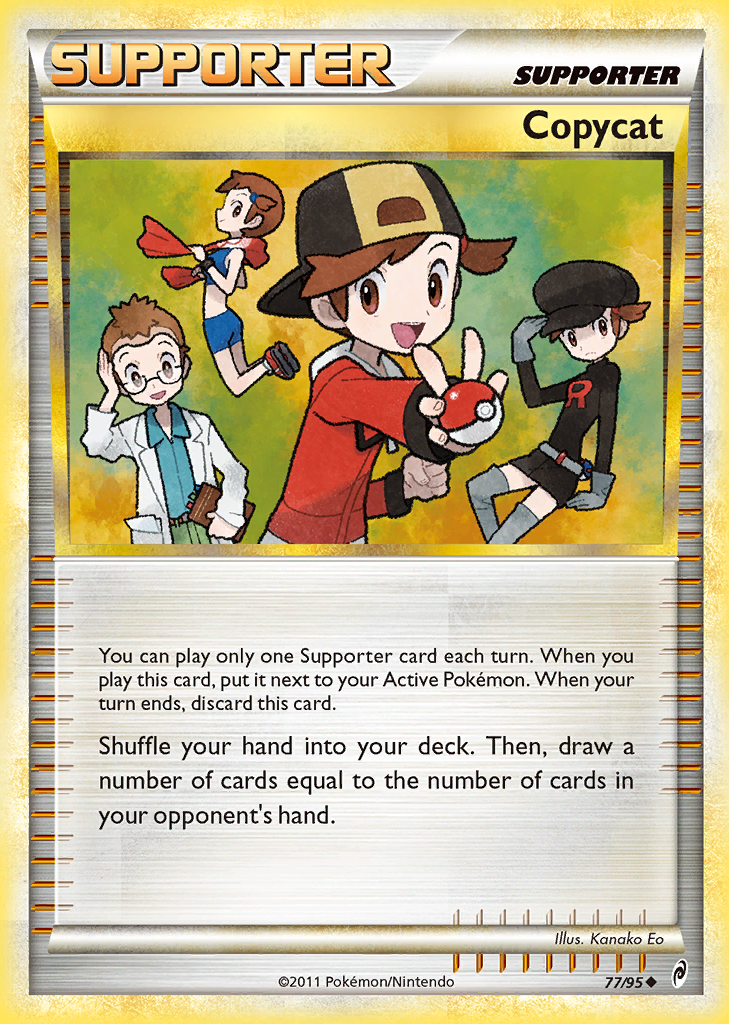 SUPPORTER
SUPPORTER
Copycat
R
You can play only one Supporter card each turn. When you
play this card, put it next to your Active Pokémon. When your
turn ends, discard this card.
Shuffle your hand into your deck. Then, draw a
number of cards equal to the number of cards in
your opponent's hand.
Illus. Kanako Eo
©2011 Pokémon/Nintendo
77/95